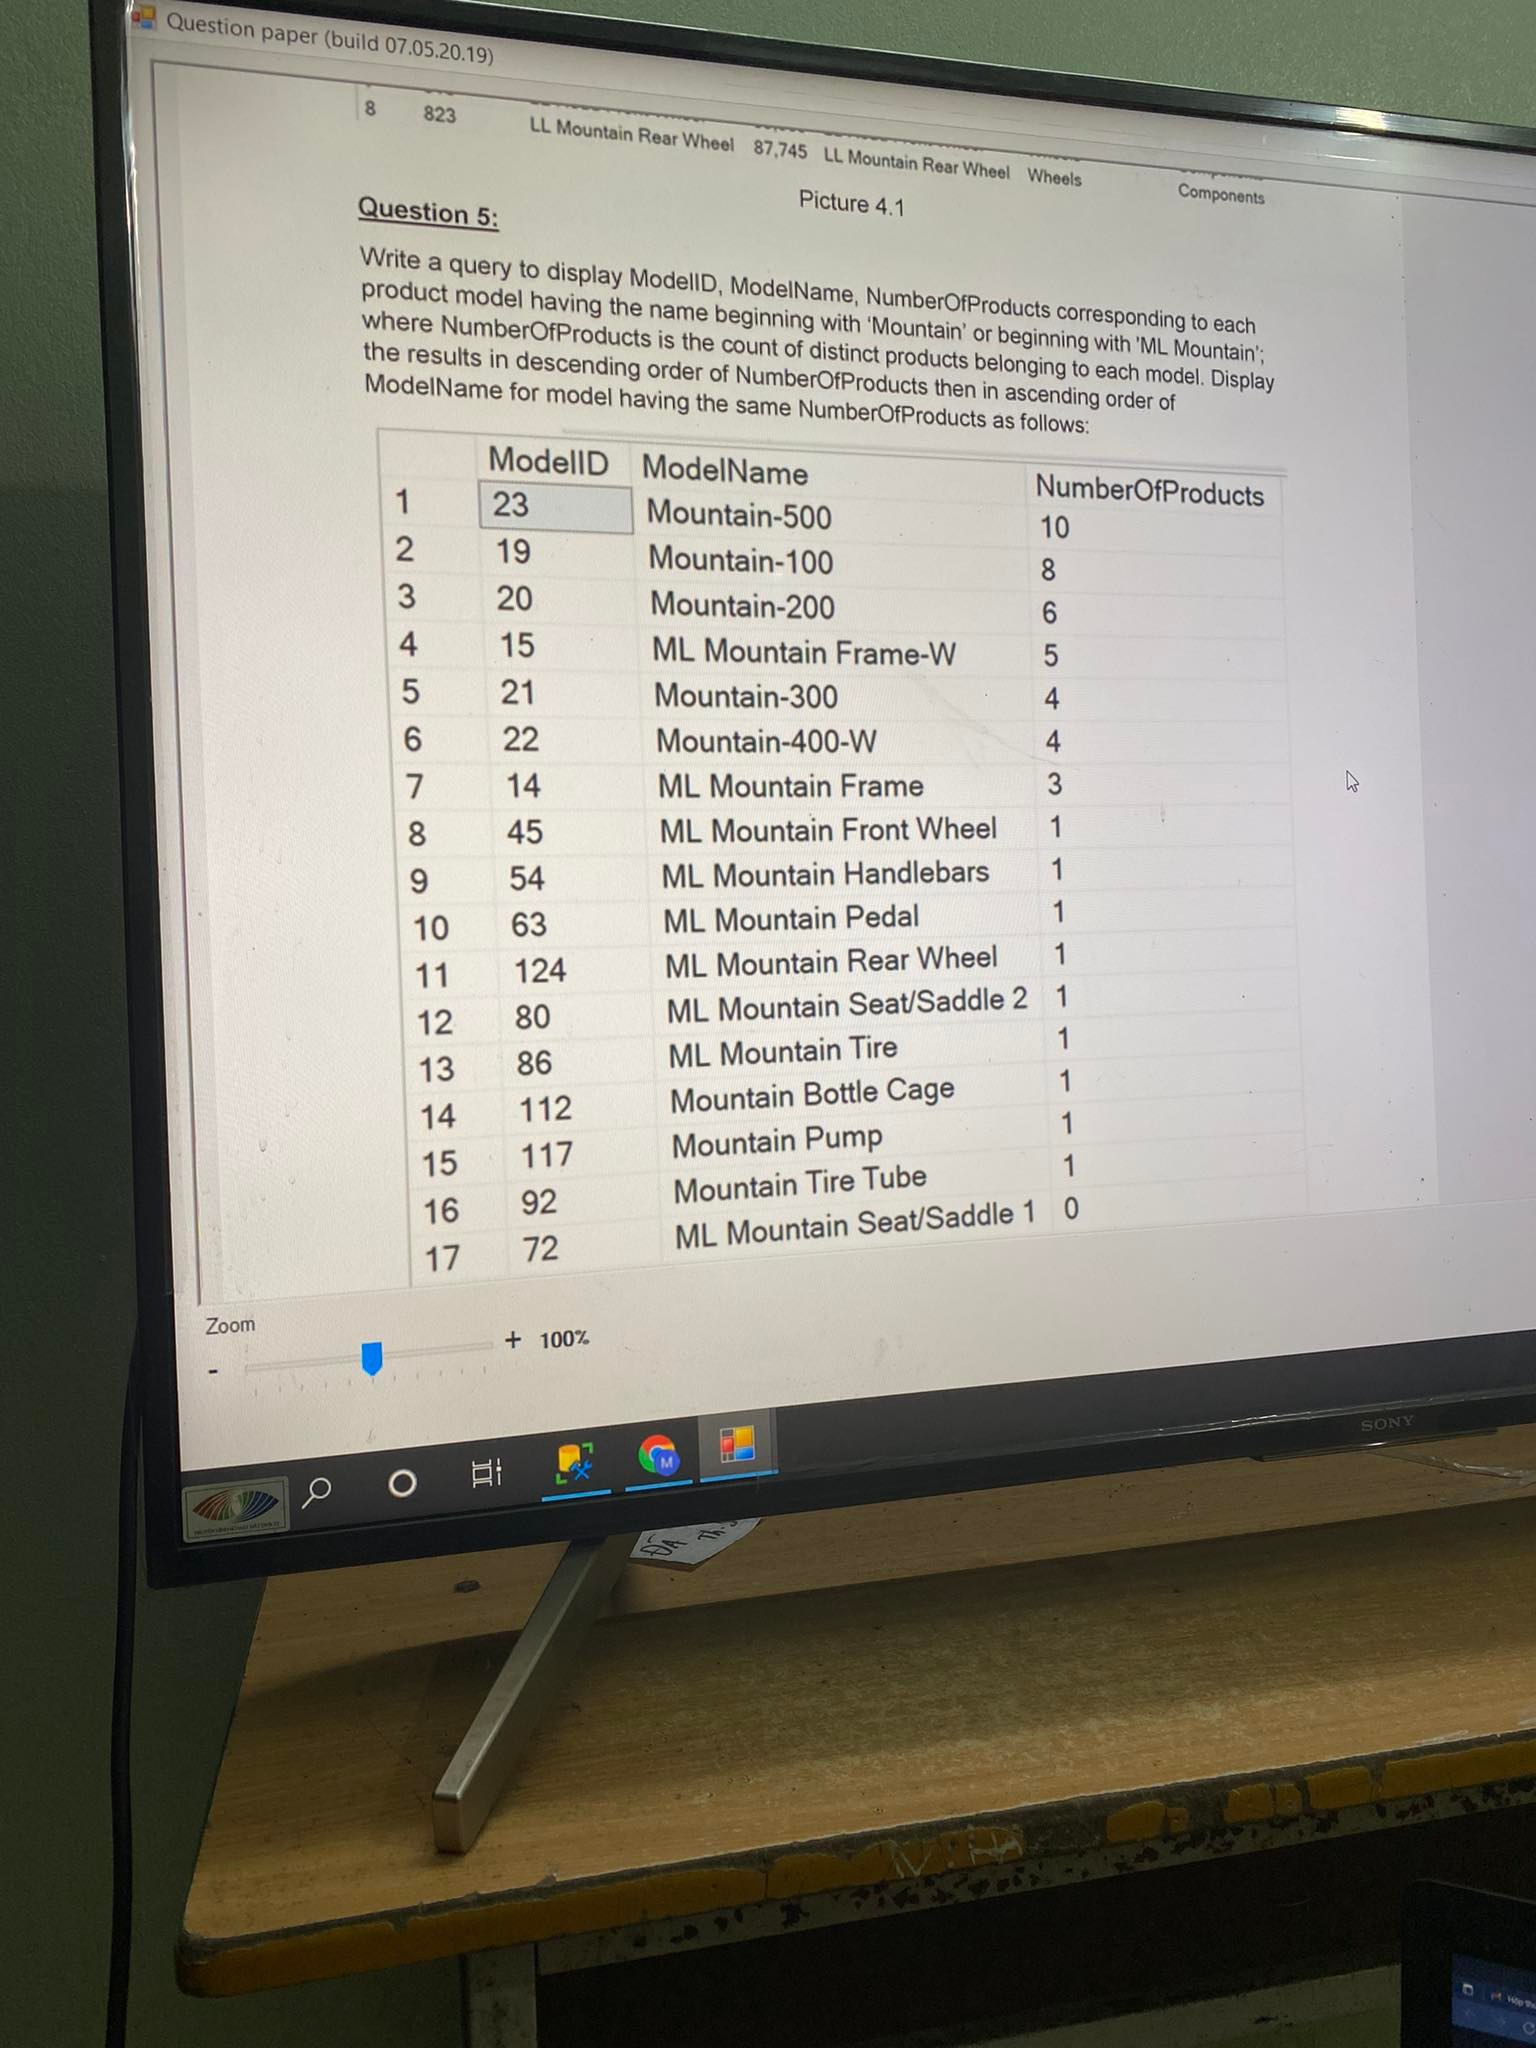 Question paper (build 07.05.20.19)
8 823 LL Mountain Rear Wheel 87,745 LL Mountain Rear Wheel Wheels Components
Picture 4.1
Question 5:
Write a query to display ModelID, ModelName, NumberOfProducts corresponding to each
product model having the name beginning with 'Mountain' or beginning with 'ML Mountain';
where NumberOfProducts is the count of distinct products belonging to each model. Display
the results in descending order of NumberOfProducts then in ascending order of
ModelName for model having the same NumberOfProducts as follows:
ModelID ModelName NumberOfProducts
1 23 Mountain-500 10
2 19 Mountain-100 8
3 20 Mountain-200 6
4 15 ML Mountain Frame-W 5
5 21 Mountain-300 4
6 22 Mountain-400-W 4
7 14 ML Mountain Frame 3
8 45 ML Mountain Front Wheel 1
9 54 ML Mountain Handlebars 1
10 63 ML Mountain Pedal 1
11 124 ML Mountain Rear Wheel 1
12 80 ML Mountain Seat/Saddle 2 1
13 86 ML Mountain Tire 1
14 112 Mountain Bottle Cage 1
15 117 Mountain Pump 1
16 92 Mountain Tire Tube 1
17 72 ML Mountain Seat/Saddle 1 0
Zoom
- + 100%
M
SONY